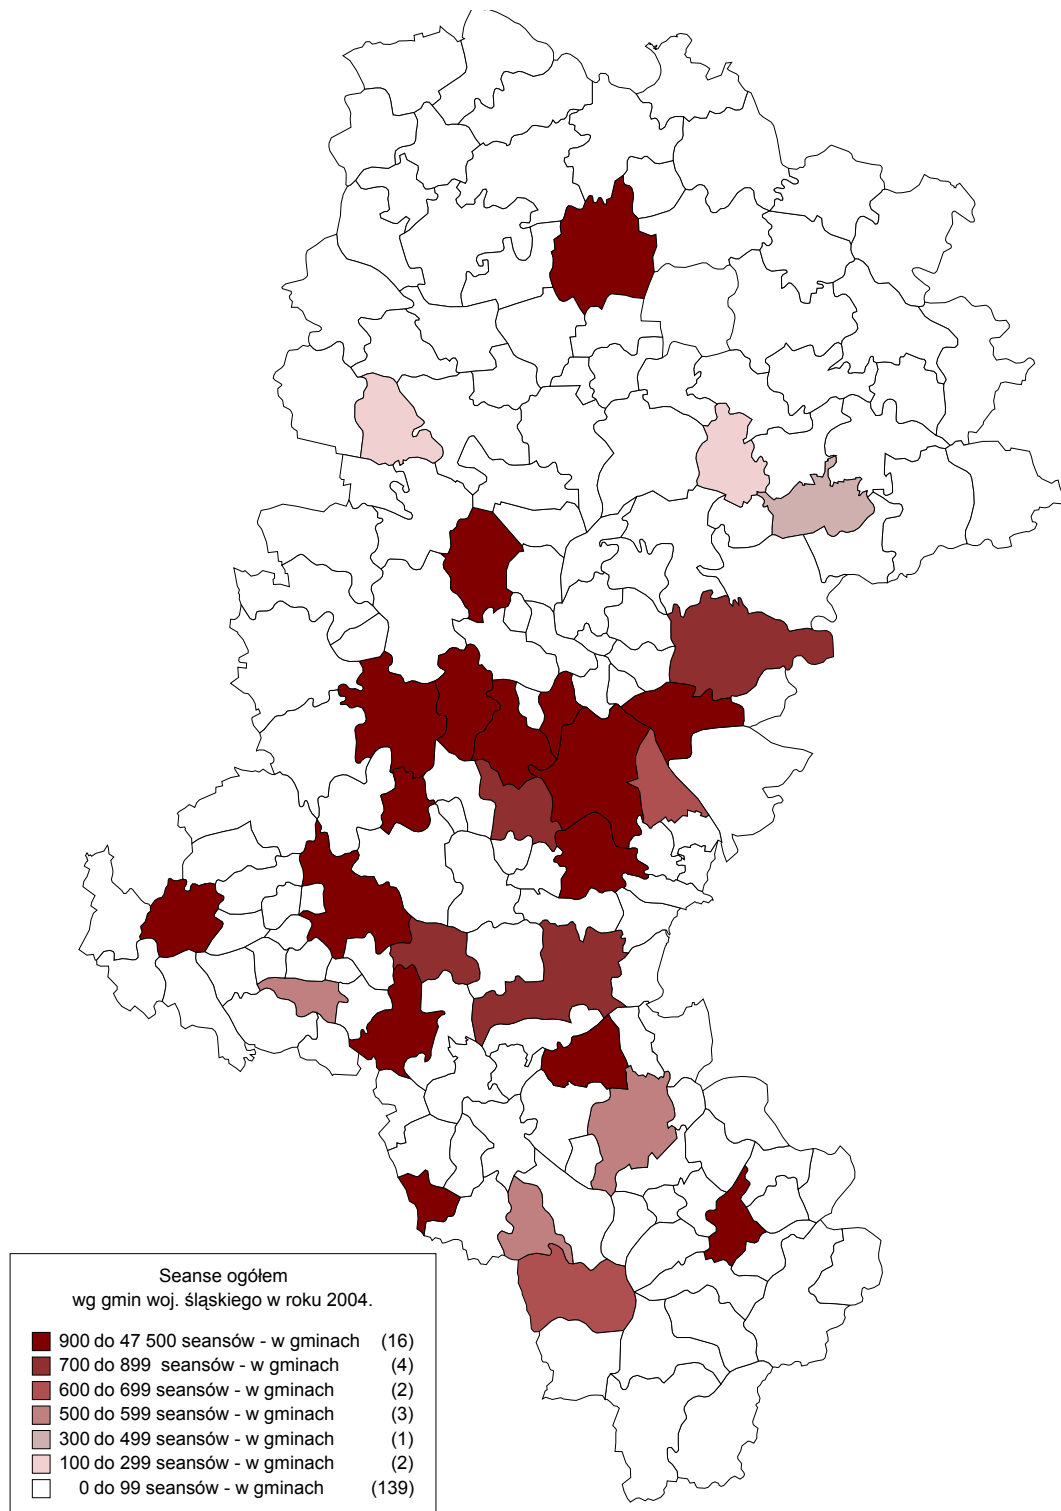 Seanse ogółem
wg gmin woj. śląskiego w roku 2004.
900 do 47 500 seansów - w gminach (16)
700 do 899 seansów - w gminach (4)
600 do 699 seansów - w gminach (2)
500 do 599 seansów - w gminach (3)
300 do 499 seansów - w gminach (1)
100 do 299 seansów - w gminach (2)
0 do 99 seansów - w gminach (139)